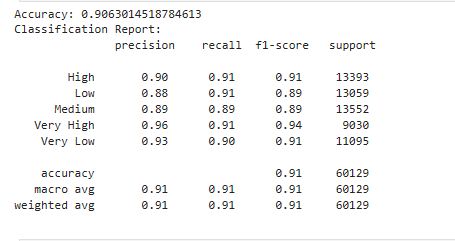 Accuracy: 0.9063014518784613
Classification Report:
precision recall f1-score support
High 0.90 0.91 0.91 13393
Low 0.88 0.91 0.89 13059
Medium 0.89 0.89 0.89 13552
Very High 0.96 0.91 0.94 9030
Very Low 0.93 0.90 0.91 11095
accuracy 0.91 60129
macro avg 0.91 0.91 0.91 60129
weighted avg 0.91 0.91 0.91 60129